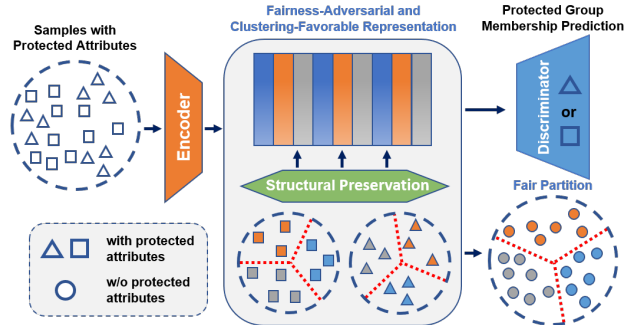 Samples with
Protected Attributes
Fairness-Adversarial and
Clustering-Favorable Representation
Protected Group
Membership Prediction
Encoder
Discriminator
or
Structural Preservation
Fair Partition
with protected
attributes
w/o protected
attributes